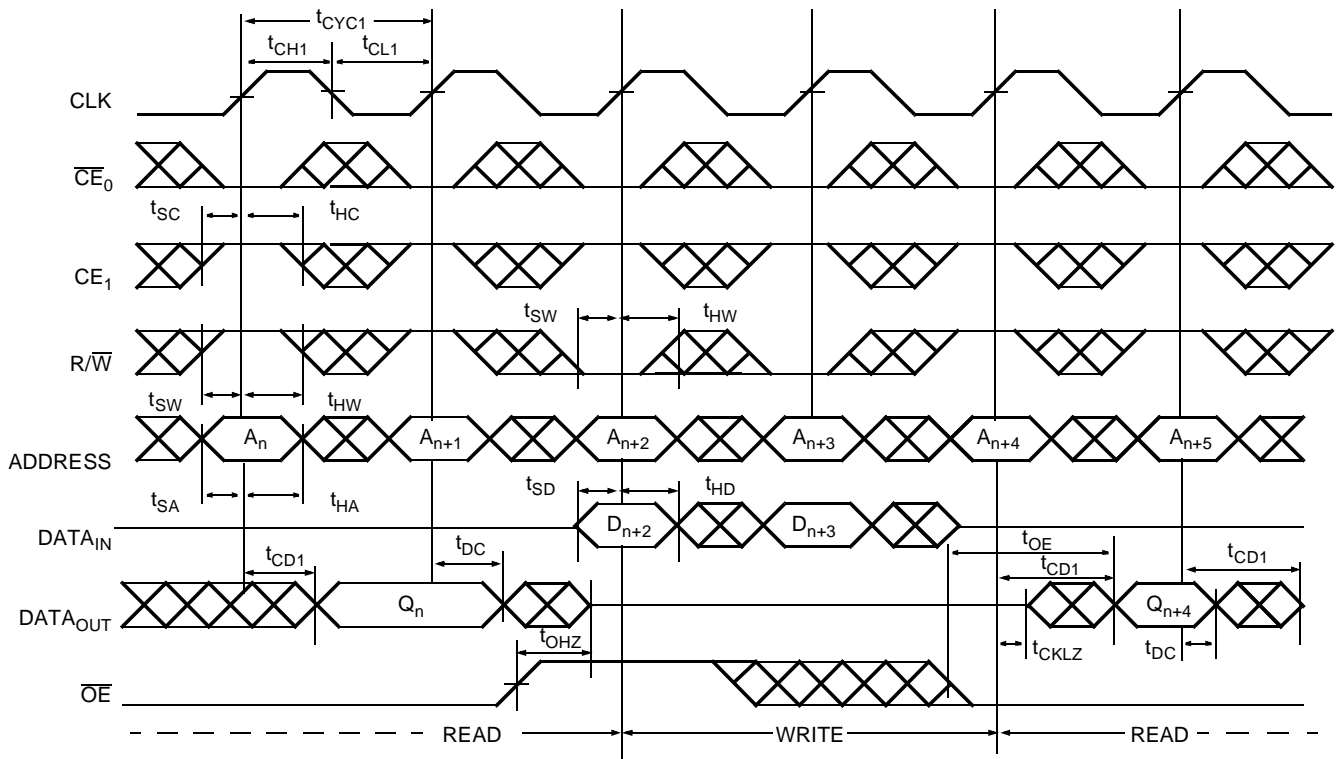 tCYC1
tCH1 tCL1
CLK
CE0
tSC tHC
CE1
tSW tHW
R/W
tSW tHW
An An+1 An+2 An+3 An+4 An+5
ADDRESS
tSA tHA tSD tHD
Dn+2 Dn+3
DATAIN
tOE
tCD1 tDC tCD1 tCD1
Qn Qn+4
DATAOUT
tOHZ tCKLZ tDC
OE
READ WRITE READ